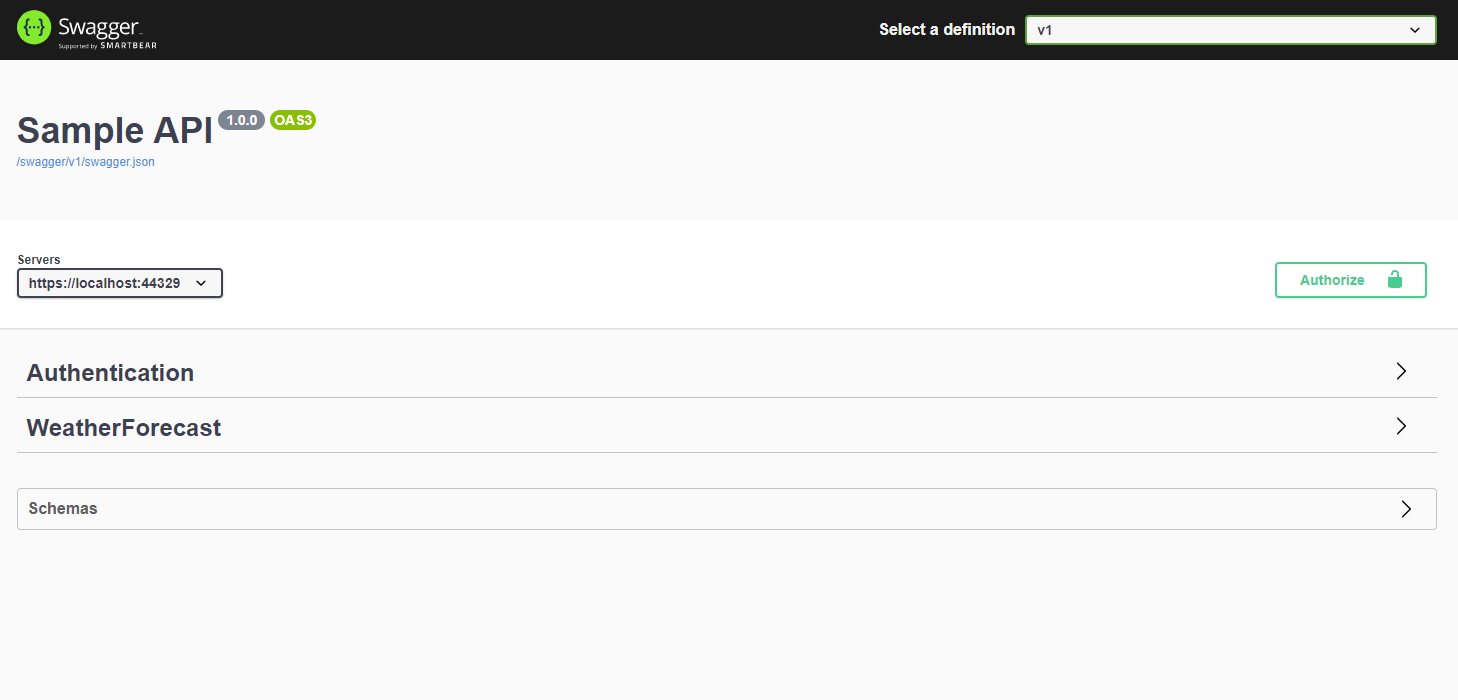 Swagger
Supported by SMARTBEAR
Select a definition
v1
Sample API 1.0.0 OAS3
/swagger/v1/swagger.json
Servers
https://localhost:44329
Authorize
Authentication
WeatherForecast
Schemas